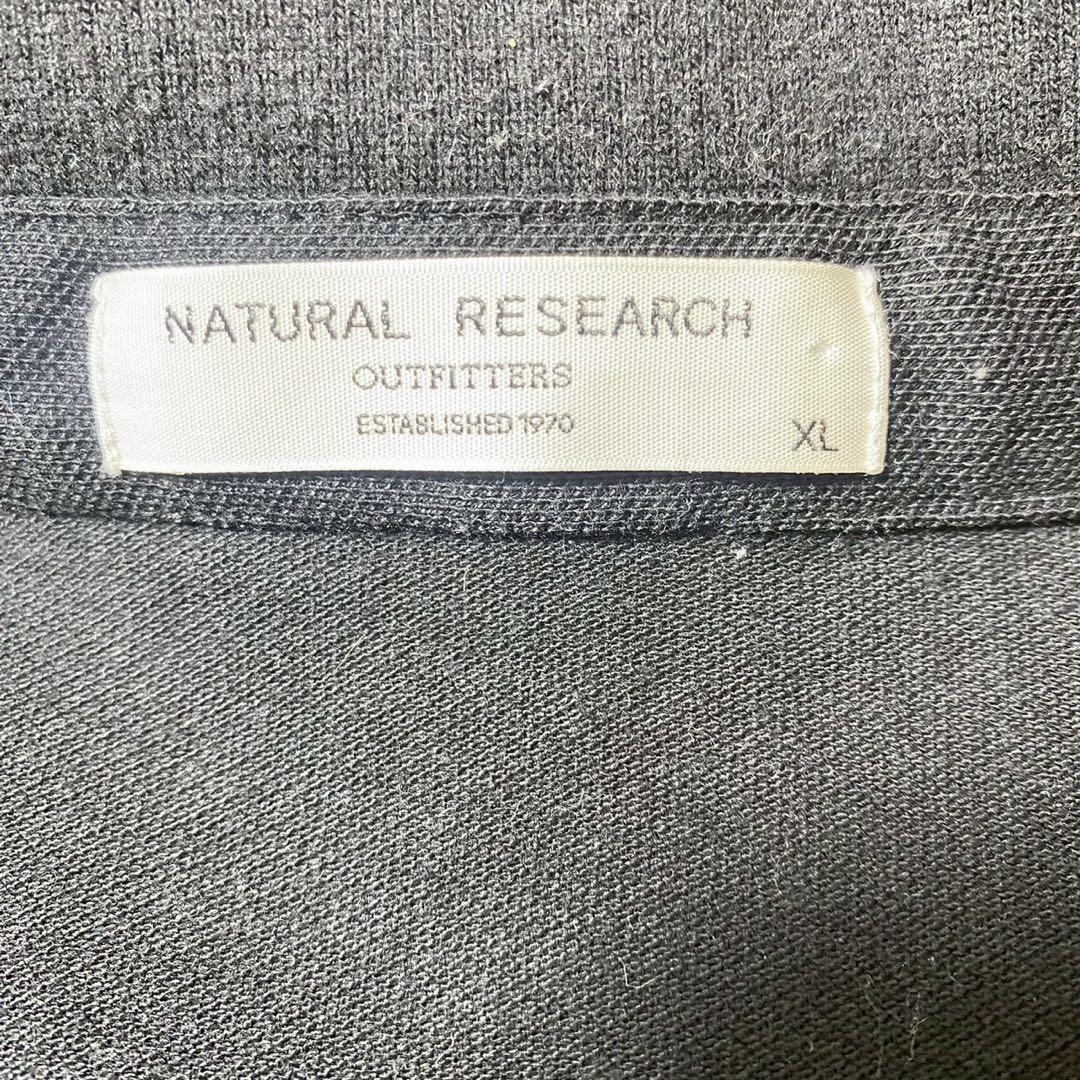 NATURAL RESEARCH
OUTFITTERS
ESTABLISHED 1970
XL